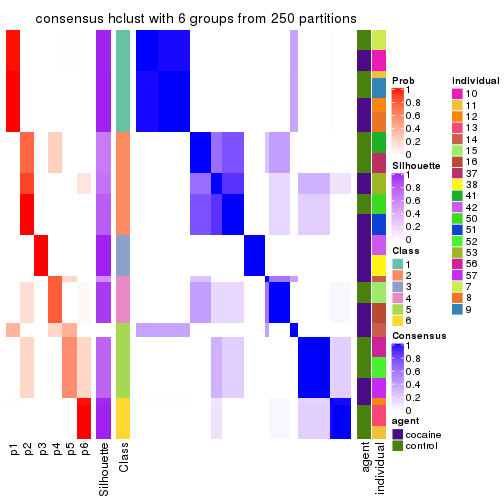 consensus hclust with 6 groups from 250 partitions
Prob
1
0.8
0.6
0.4
0.2
0
Silhouette
1
0.8
0.6
0.4
0.2
0
Class
1
2
3
4
5
6
Consensus
1
0.8
0.6
0.4
0.2
0
agent
cocaine
control
individual
10
11
12
13
14
15
16
37
38
41
42
50
51
52
53
56
57
7
8
9
p1
p2
p3
p4
p5
p6
Silhouette
Class
agent
individual